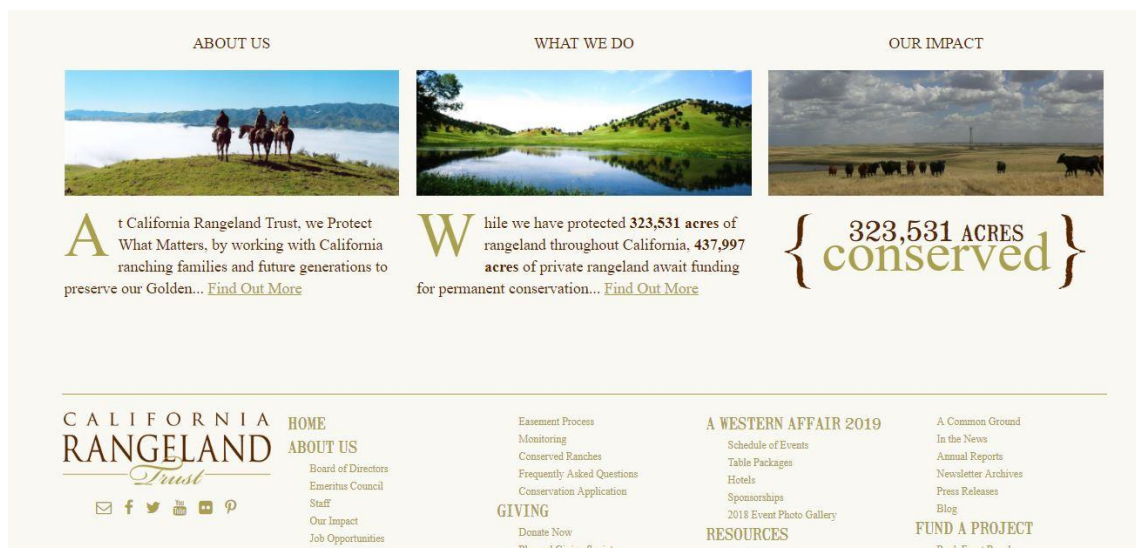 ABOUT US
WHAT WE DO
OUR IMPACT
At California Rangeland Trust, we Protect
What Matters, by working with California
ranching families and future generations to
preserve our Golden... Find Out More
While we have protected 323,531 acres of
rangeland throughout California, 437,997
acres of private rangeland await funding
for permanent conservation... Find Out More
{ 323,531 ACRES
conserved }
CALIFORNIA
RANGELAND
Trust
HOME
ABOUT US
Board of Directors
Emeritus Council
Staff
Our Impact
Job Opportunities
Easement Process
Monitoring
Conserved Ranches
Frequently Asked Questions
Conservation Application
GIVING
Donate Now
A WESTERN AFFAIR 2019
Schedule of Events
Table Packages
Hotels
Sponsorships
2018 Event Photo Gallery
RESOURCES
A Common Ground
In the News
Annual Reports
Newsletter Archives
Press Releases
Blog
FUND A PROJECT